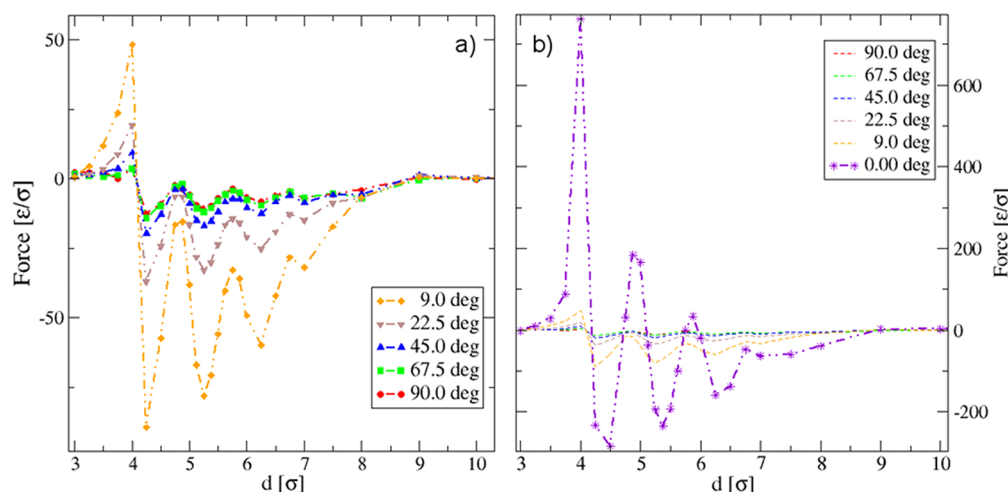 a)
50
0
-50
Force [ε/σ]
3 4 5 6 7 8 9 10
d [σ]
9.0 deg
22.5 deg
45.0 deg
67.5 deg
90.0 deg
b)
90.0 deg
67.5 deg
45.0 deg
22.5 deg
9.0 deg
0.00 deg
600
400
200
0
-200
Force [ε/σ]
3 4 5 6 7 8 9 10
d [σ]